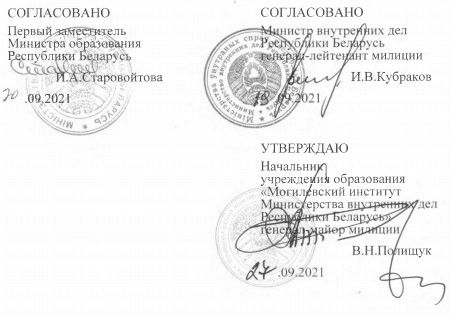 СОГЛАСОВАНО
Первый заместитель
Министра образования
Республики Беларусь
И.А.Старовойтова
20 .09.2021
СОГЛАСОВАНО
Министр внутренних дел
Республики Беларусь
генерал-лейтенант милиции
И.В.Кубраков
18 .09.2021
УТВЕРЖДАЮ
Начальник
учреждения образования
«Могилевский институт
Министерства внутренних дел
Республики Беларусь»
генерал-майор милиции
В.Н.Полищук
27 .09.2021